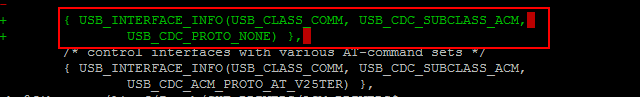 -
+ { USB_INTERFACE_INFO(USB_CLASS_COMM, USB_CDC_SUBCLASS_ACM,
+ USB_CDC_PROTO_NONE) },
/* control interfaces with various AT-command sets */
{ USB_INTERFACE_INFO(USB_CLASS_COMM, USB_CDC_SUBCLASS_ACM,
USB_CDC_ACM_PROTO_AT_V25TER) },